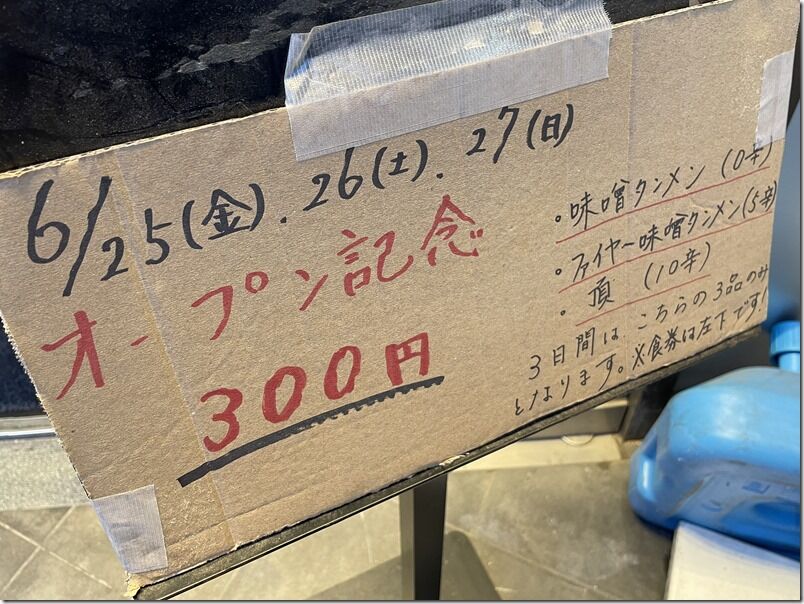 6/25(金).26(土).27(日)
オープン記念
300円
。味噌タンメン(0辛)
。ファイヤー味噌タンメン(5辛)
。頂(10辛)
3日間は、こちらの3品のみ
となります。※食券は左下です!